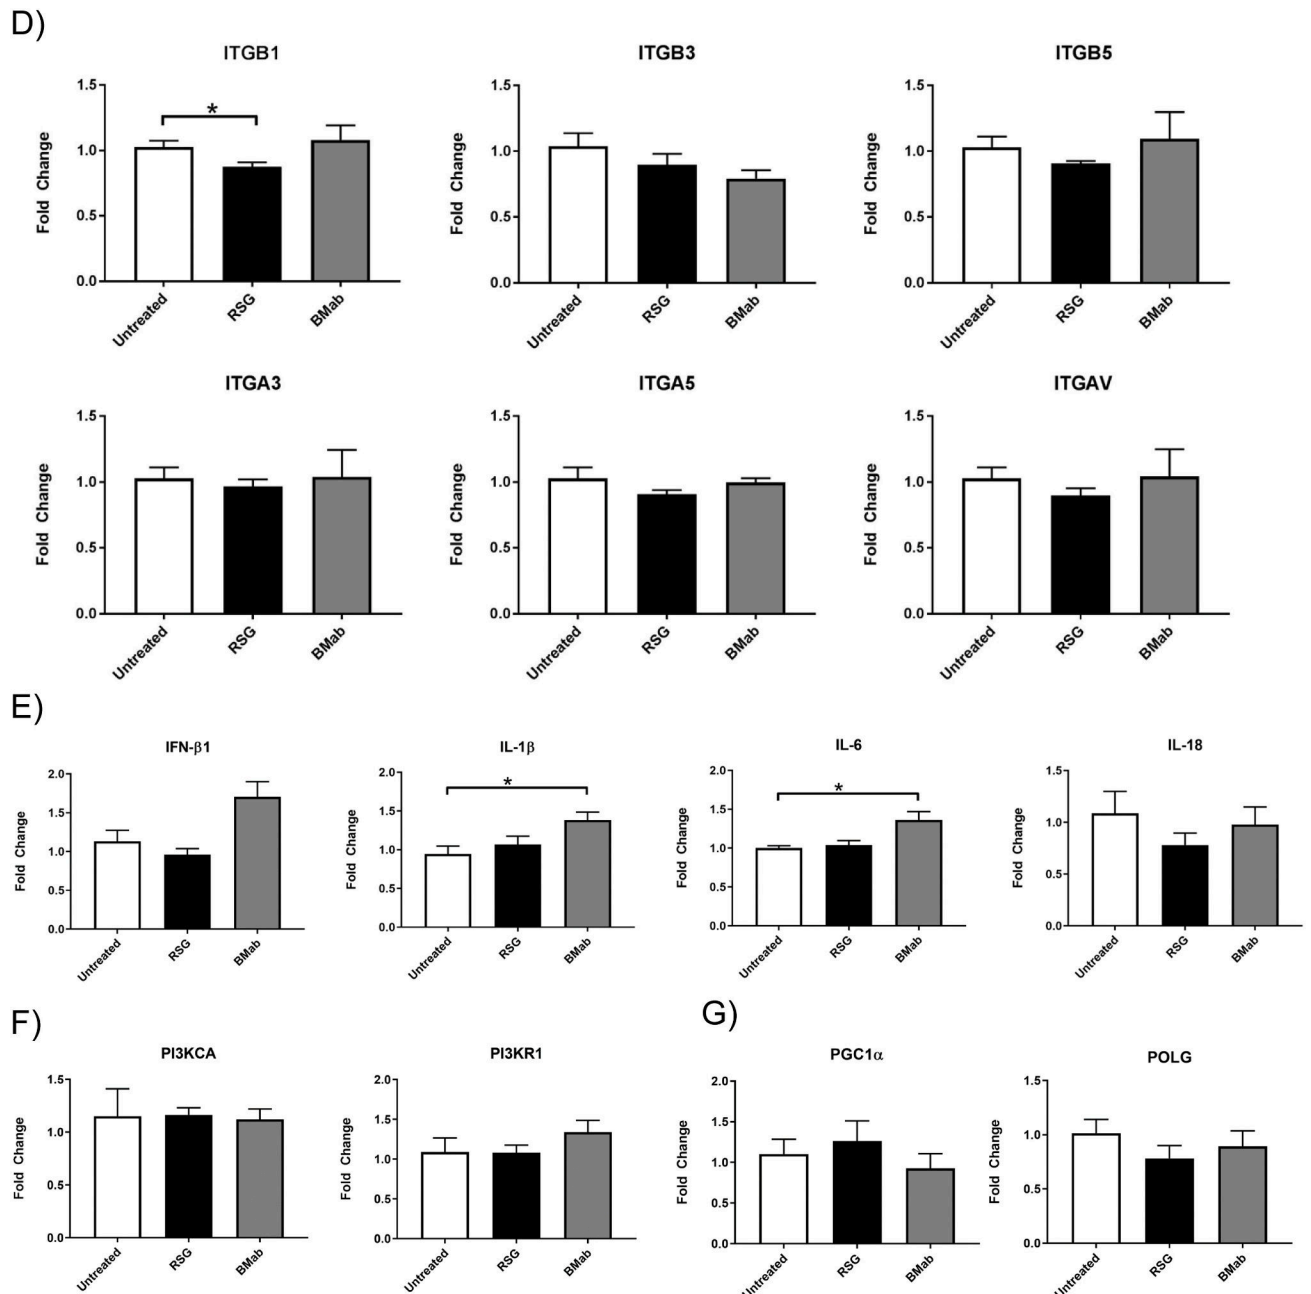 D)
ITGB1
ITGB3
ITGB5
1.5
1.0
0.5
0.0
Fold Change
*
Untreated
RSG
BMab
1.5
1.0
0.5
0.0
Fold Change
Untreated
RSG
BMab
1.5
1.0
0.5
0.0
Fold Change
Untreated
RSG
BMab
ITGA3
ITGA5
ITGAV
1.5
1.0
0.5
0.0
Fold Change
Untreated
RSG
BMab
1.5
1.0
0.5
0.0
Fold Change
Untreated
RSG
BMab
1.5
1.0
0.5
0.0
Fold Change
Untreated
RSG
BMab
E)
IFN-β1
IL-1β
IL-6
IL-18
2.0
1.5
1.0
0.5
0.0
Fold Change
Untreated
RSG
BMab
2.0
1.5
1.0
0.5
0.0
Fold Change
*
Untreated
RSG
BMab
2.0
1.5
1.0
0.5
0.0
Fold Change
*
Untreated
RSG
BMab
1.5
1.0
0.5
0.0
Fold Change
Untreated
RSG
BMab
F)
PI3KCA
PI3KR1
1.5
1.0
0.5
0.0
Fold Change
Untreated
RSG
BMab
2.0
1.5
1.0
0.5
0.0
Fold Change
Untreated
RSG
BMab
G)
PGC1α
POLG
2.0
1.5
1.0
0.5
0.0
Fold Change
Untreated
RSG
BMab
1.5
1.0
0.5
0.0
Fold Change
Untreated
RSG
BMab